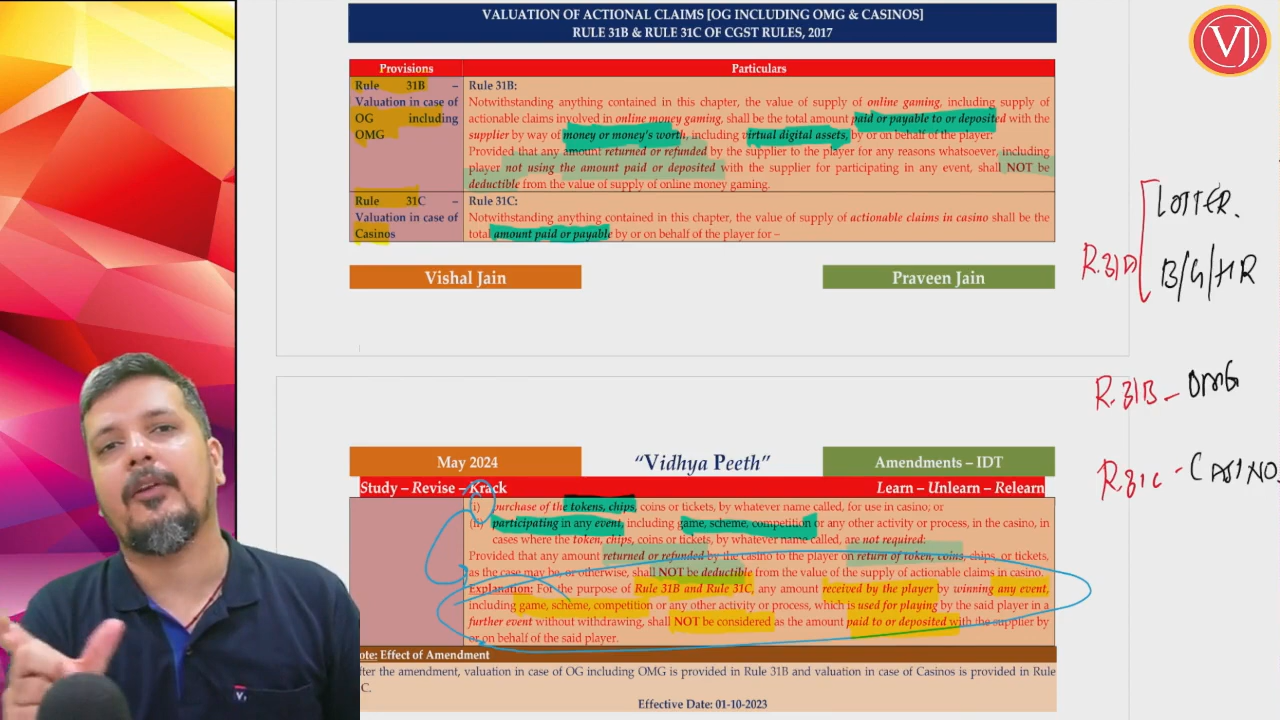 VALUATION OF ACTIONAL CLAIMS [OG INCLUDING OMG & CASINOS]
RULE 31B & RULE 31C OF CGST RULES, 2017
VJ
Provisions
Particulars
Rule 31B –
Valuation in case of
OG including
OMG
Rule 31B:
Notwithstanding anything contained in this chapter, the value of supply of online gaming, including supply of
actionable claims involved in online money gaming, shall be the total amount paid or payable to or deposited with the
supplier by way of money or money's worth, including virtual digital assets, by or on behalf of the player:
Provided that any amount returned or refunded by the supplier to the player for any reasons whatsoever, including
player not using the amount paid or deposited with the supplier for participating in any event, shall NOT be
deductible from the value of supply of online money gaming.
Rule 31C –
Valuation in case of
Casinos
Rule 31C:
Notwithstanding anything contained in this chapter, the value of supply of actionable claims in casino shall be the
total amount paid or payable by or on behalf of the player for –
Vishal Jain
Praveen Jain
R.31A
LOTTER.
B/G/HR
R.31B – OMG
R.31C - CASINO
May 2024
"Vidhya Peeth"
Amendments – IDT
Study – Revise – Krack
Learn – Unlearn – Relearn
i) purchase of the tokens, chips, coins or tickets, by whatever name called, for use in casino; or
(ii) participating in any event, including game, scheme, competition or any other activity or process, in the casino, in
cases where the token, chips, coins or tickets, by whatever name called, are not required:
Provided that any amount returned or refunded by the casino to the player on return of token, coins, chips, or tickets,
as the case may be, or otherwise, shall NOT be deductible from the value of the supply of actionable claims in casino.
Explanation: For the purpose of Rule 31B and Rule 31C, any amount received by the player by winning any event,
including game, scheme, competition or any other activity or process, which is used for playing by the said player in a
further event without withdrawing, shall NOT be considered as the amount paid to or deposited with the supplier by
or on behalf of the said player.
ote: Effect of Amendment
ter the amendment, valuation in case of OG including OMG is provided in Rule 31B and valuation in case of Casinos is provided in Rule
C.
Effective Date: 01-10-2023